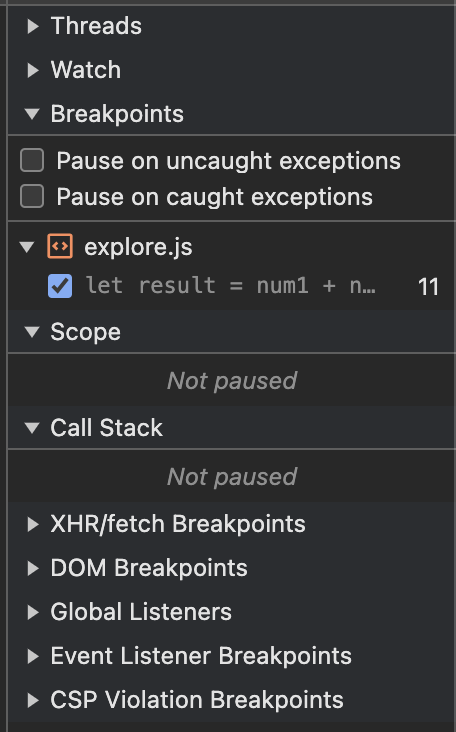 Threads
Watch
Breakpoints
Pause on uncaught exceptions
Pause on caught exceptions
explore.js
let result = num1 + n… 11
Scope
Not paused
Call Stack
Not paused
XHR/fetch Breakpoints
DOM Breakpoints
Global Listeners
Event Listener Breakpoints
CSP Violation Breakpoints